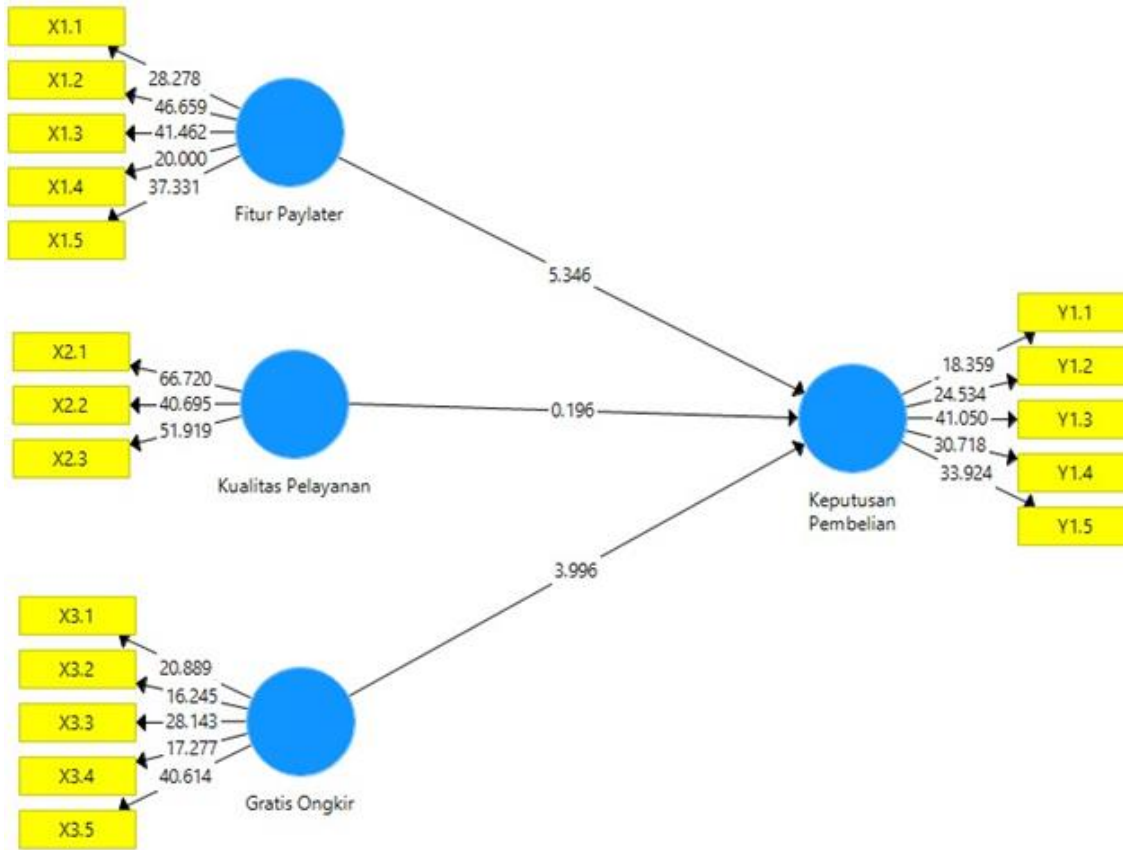 X1.1
X1.2
X1.3
X1.4
X1.5
28.278
46.659
41.462
20.000
37.331
Fitur Paylater
5.346
X2.1
X2.2
X2.3
66.720
40.695
51.919
Kualitas Pelayanan
0.196
X3.1
X3.2
X3.3
X3.4
X3.5
20.889
16.245
28.143
17.277
40.614
Gratis Ongkir
3.996
Keputusan
Pembelian
18.359
24.534
41.050
30.718
33.924
Y1.1
Y1.2
Y1.3
Y1.4
Y1.5